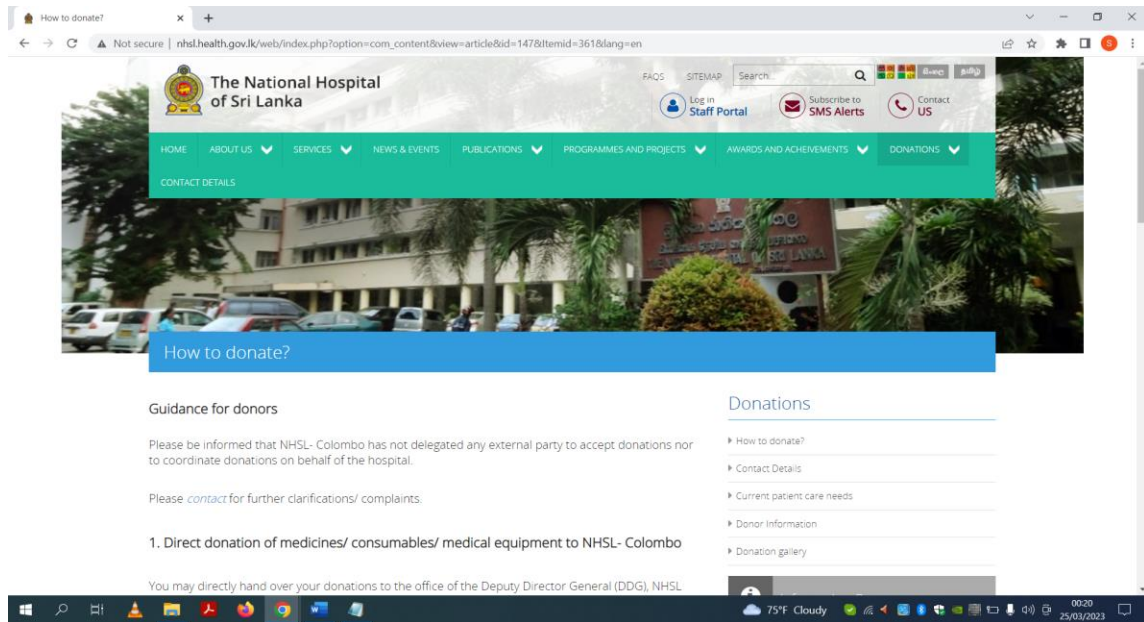 How to donate?
Not secure | nhsl.health.gov.lk/web/index.php?option=com_content&view=article&id=147&Itemid=361&lang=en
The National Hospital
of Sri Lanka
FAQS SITEMAP Search... සිංහල தமிழ்
Log in
Staff Portal
Subscribe to
SMS Alerts
Contact
US
HOME ABOUT US SERVICES NEWS & EVENTS PUBLICATIONS PROGRAMMES AND PROJECTS AWARDS AND ACHEIVEMENTS DONATIONS
CONTACT DETAILS
How to donate?
Guidance for donors
Please be informed that NHSL- Colombo has not delegated any external party to accept donations nor
to coordinate donations on behalf of the hospital.
Please contact for further clarifications/ complaints.
1. Direct donation of medicines/ consumables/ medical equipment to NHSL- Colombo
You may directly hand over your donations to the office of the Deputy Director General (DDG), NHSL
Donations
How to donate?
Contact Details
Current patient care needs
Donor Information
Donation gallery
75°F Cloudy
00:20
25/03/2023